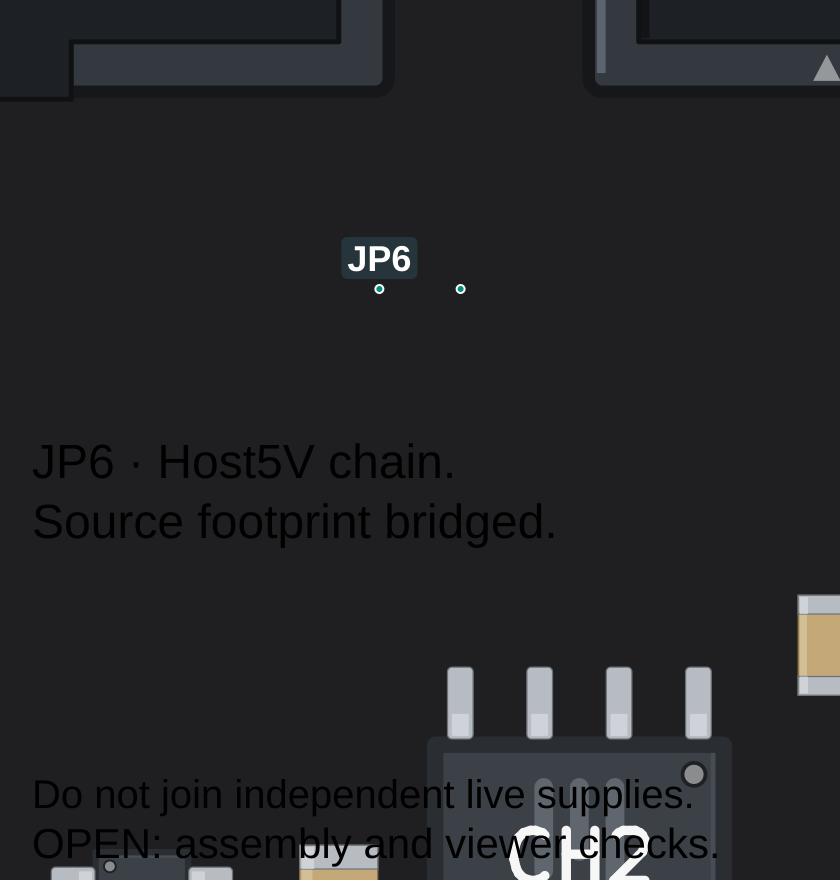 JP6
JP6 · Host5V chain.
Source footprint bridged.
Do not join independent live supplies.
OPEN: assembly and viewer checks.
CH2